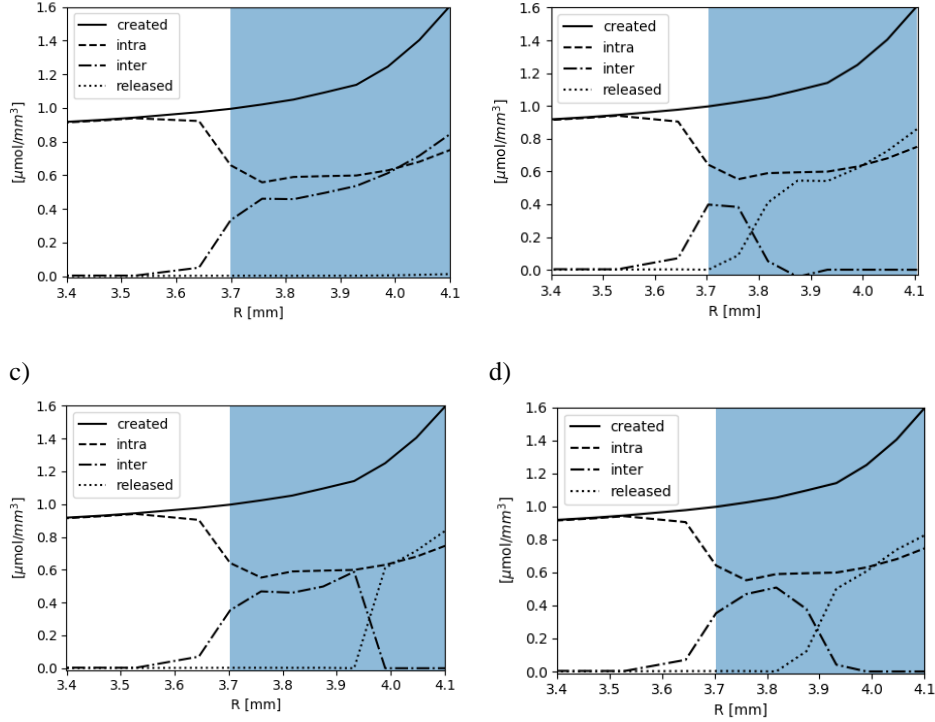 1.6
1.4
1.2
1.0
0.8
0.6
0.4
0.2
0.0
[μmol/mm³]
created
intra
inter
released
3.4 3.5 3.6 3.7 3.8 3.9 4.0 4.1
R [mm]
1.6
1.4
1.2
1.0
0.8
0.6
0.4
0.2
0.0
[μmol/mm³]
created
intra
inter
released
3.4 3.5 3.6 3.7 3.8 3.9 4.0 4.1
R [mm]
c)
d)
1.6
1.4
1.2
1.0
0.8
0.6
0.4
0.2
0.0
[μmol/mm³]
created
intra
inter
released
3.4 3.5 3.6 3.7 3.8 3.9 4.0 4.1
R [mm]
1.6
1.4
1.2
1.0
0.8
0.6
0.4
0.2
0.0
[μmol/mm³]
created
intra
inter
released
3.4 3.5 3.6 3.7 3.8 3.9 4.0 4.1
R [mm]